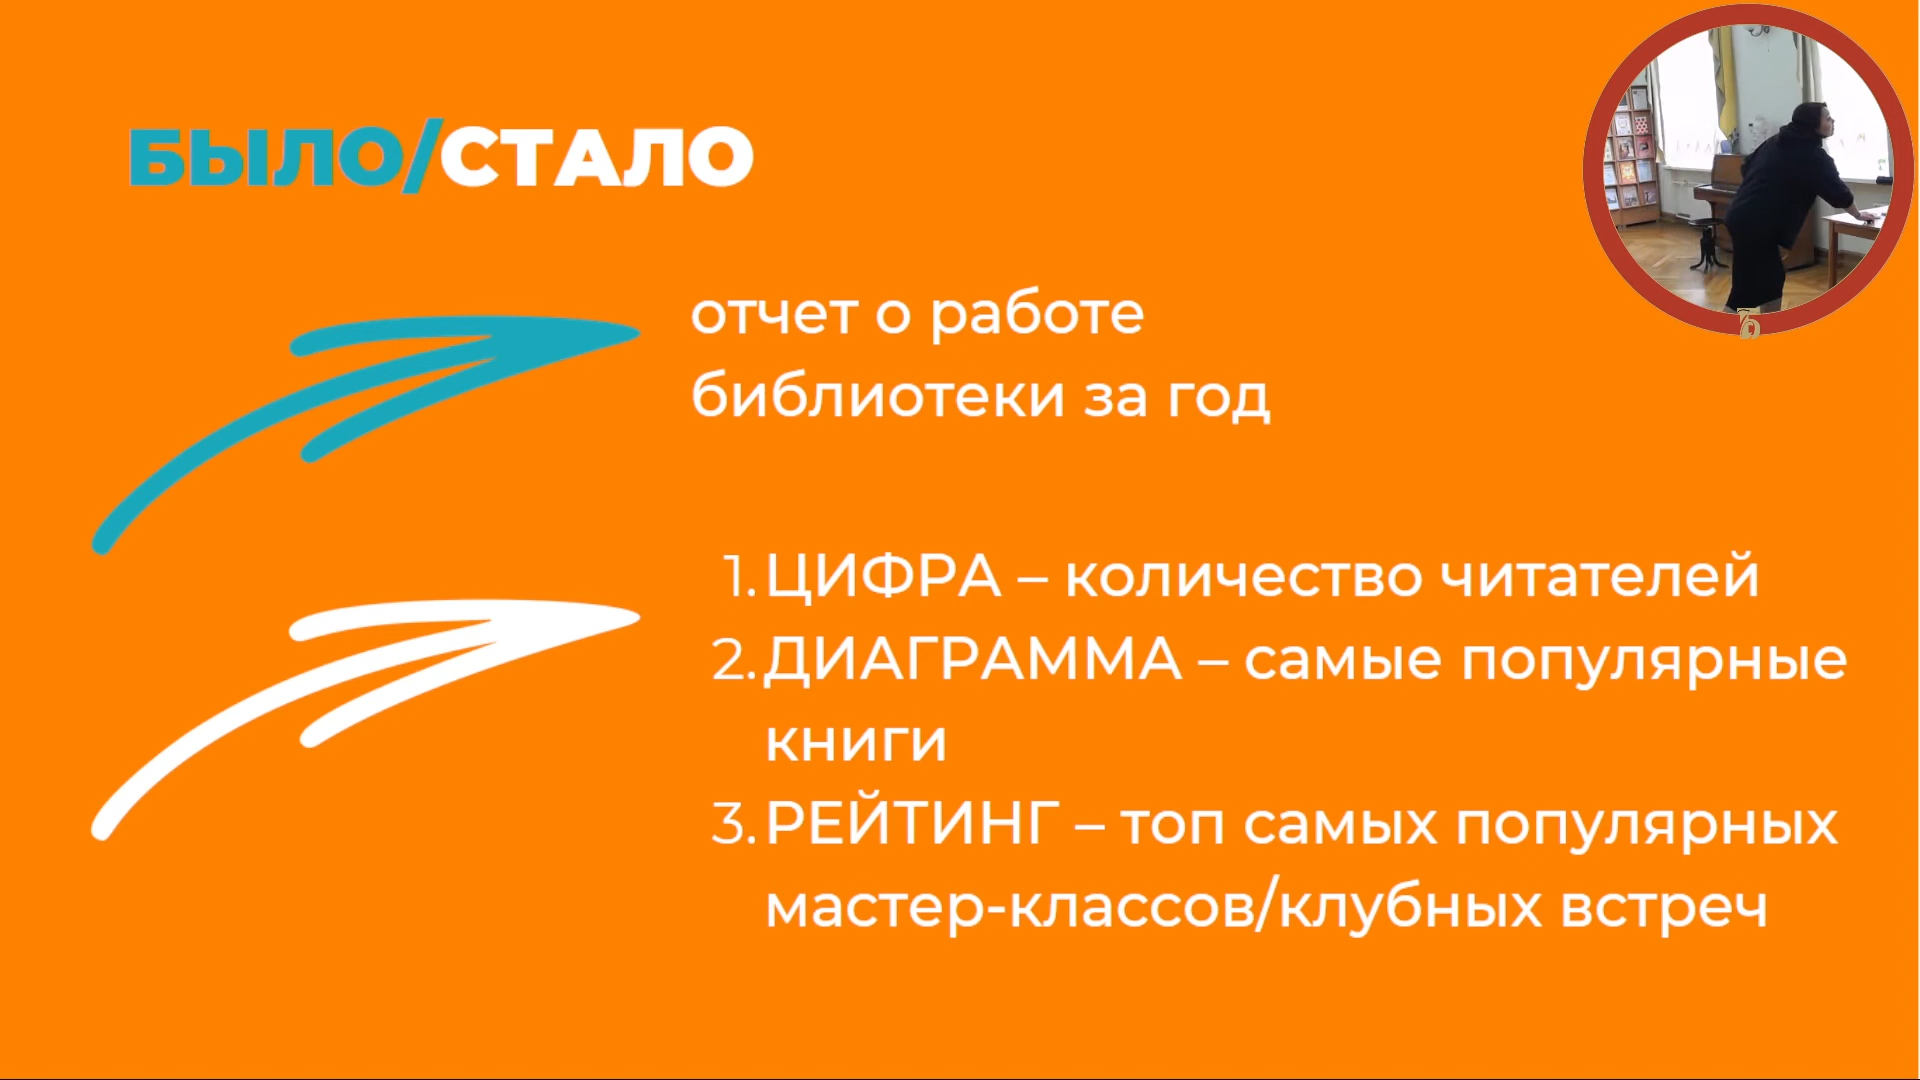 БЫЛО/СТАЛО
отчет о работе
библиотеки за год
1. ЦИФРА – количество читателей
2. ДИАГРАММА – самые популярные
книги
3. РЕЙТИНГ – топ самых популярных
мастер-классов/клубных встреч